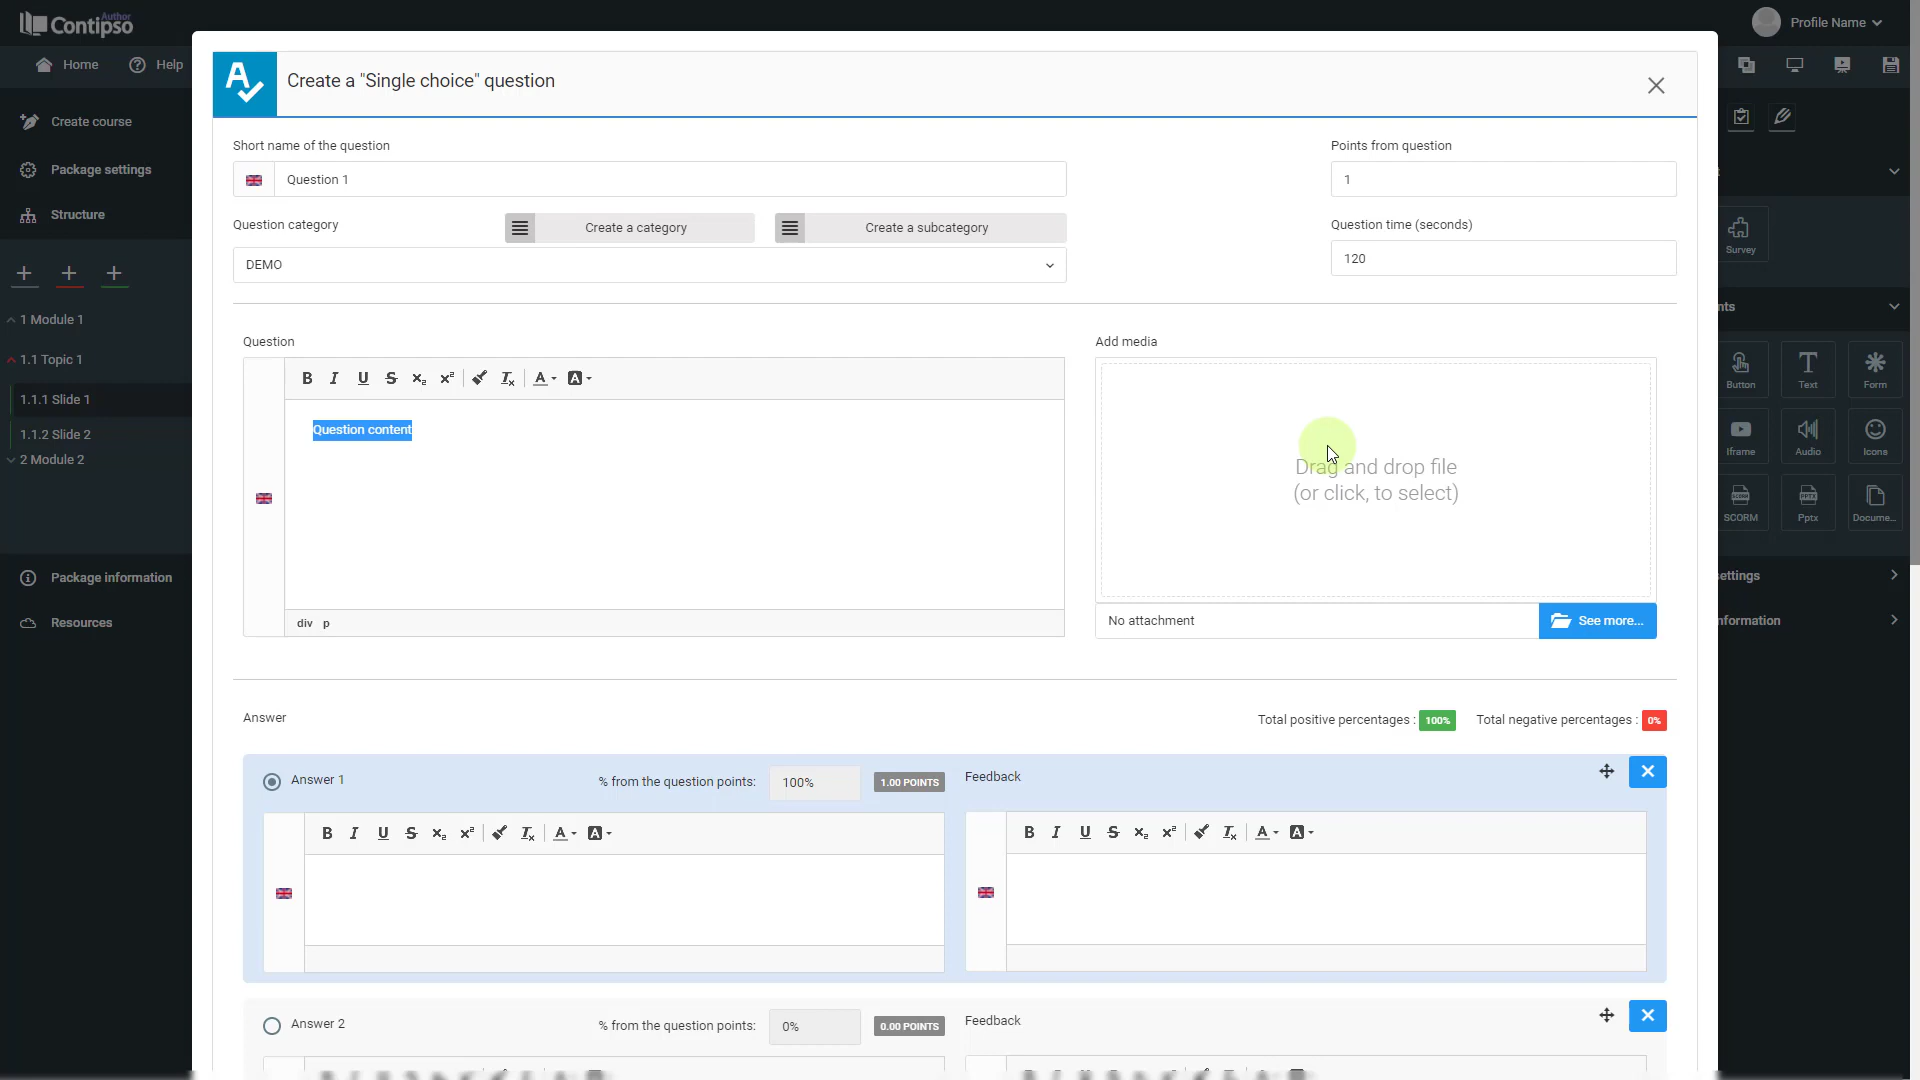 Contipso
Author
Profile Name
Home
Help
Create a "Single choice" question
Create course
Package settings
Structure
1 Module 1
1.1 Topic 1
1.1.1 Slide 1
1.1.2 Slide 2
2 Module 2
Package information
Resources
Short name of the question
Question 1
Points from question
1
Question category
Create a category
Create a subcategory
DEMO
Question time (seconds)
120
Question
B I U S x₂ x² A A
Question content
div p
Add media
Drag and drop file
(or click, to select)
No attachment
See more...
Answer
Total positive percentages : 100%
Total negative percentages : 0%
Answer 1
% from the question points: 100% 1.00 POINTS
Feedback
B I U S x₂ x² A A
B I U S x₂ x² A A
Answer 2
% from the question points: 0% 0.00 POINTS
Feedback
Survey
nts
Button
Text
Form
Iframe
Audio
Icons
SCORM
Pptx
Docume...
ettings
nformation